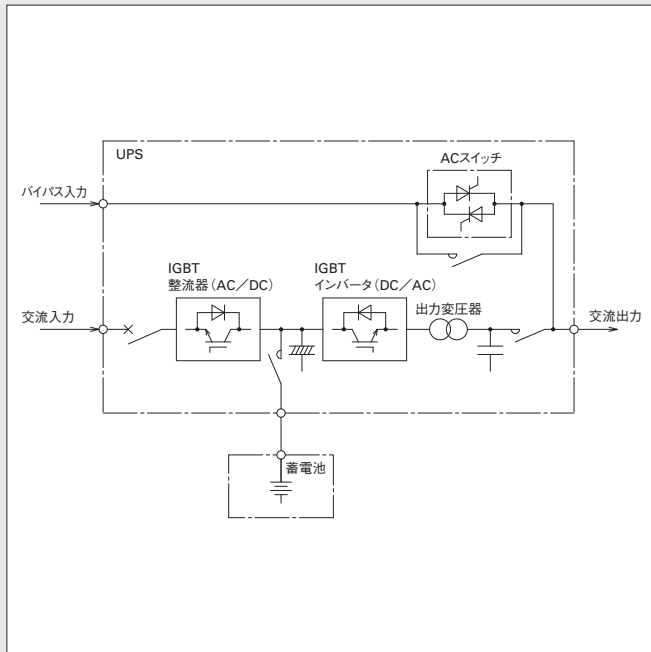 UPS
ACスイッチ
バイパス入力
IGBT
整流器(AC／DC)
IGBT
インバータ(DC／AC)
出力変圧器
交流入力
交流出力
蓄電池